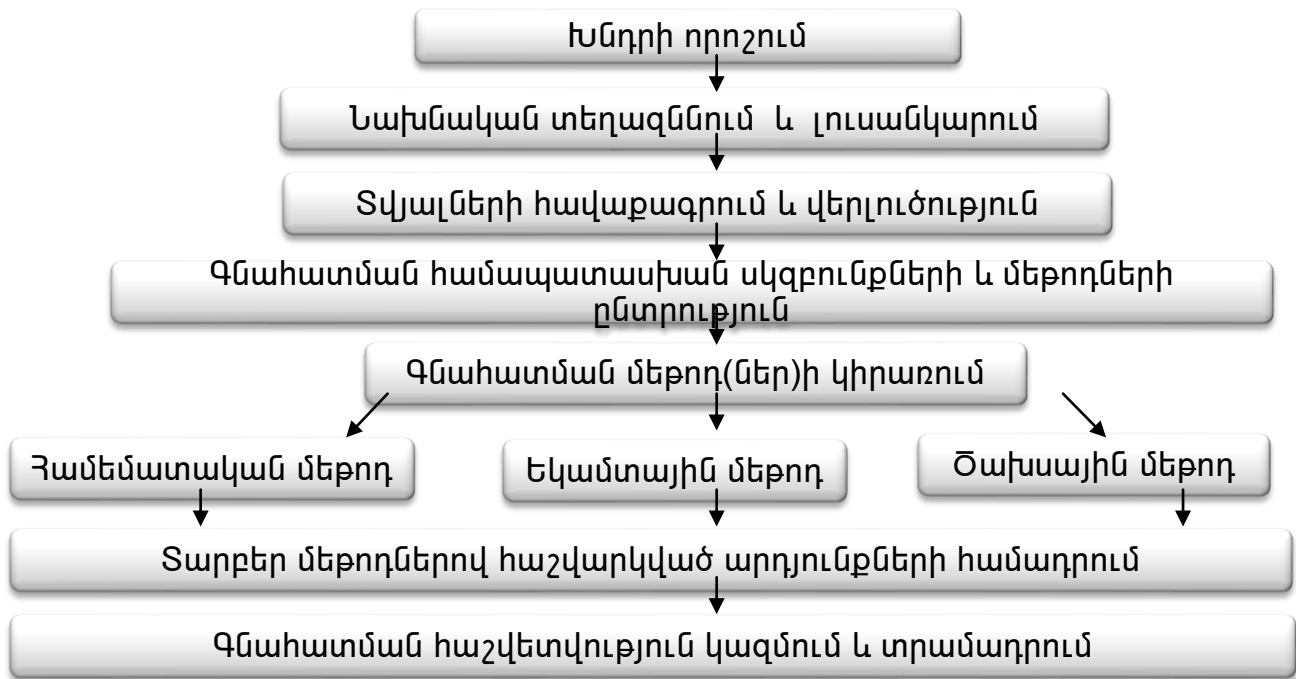 Խնդրի որոշում
Նախնական տեղազննում և լուսանկարում
Տվյալների հավաքագրում և վերլուծություն
Գնահատման համապատասխան սկզբունքների և մեթոդների
ընտրություն
Գնահատման մեթոդ(ներ)ի կիրառում
Համեմատական մեթոդ
Եկամտային մեթոդ
Ծախսային մեթոդ
Տարբեր մեթոդներով հաշվարկված արդյունքների համադրում
Գնահատման հաշվետվություն կազմում և տրամադրում